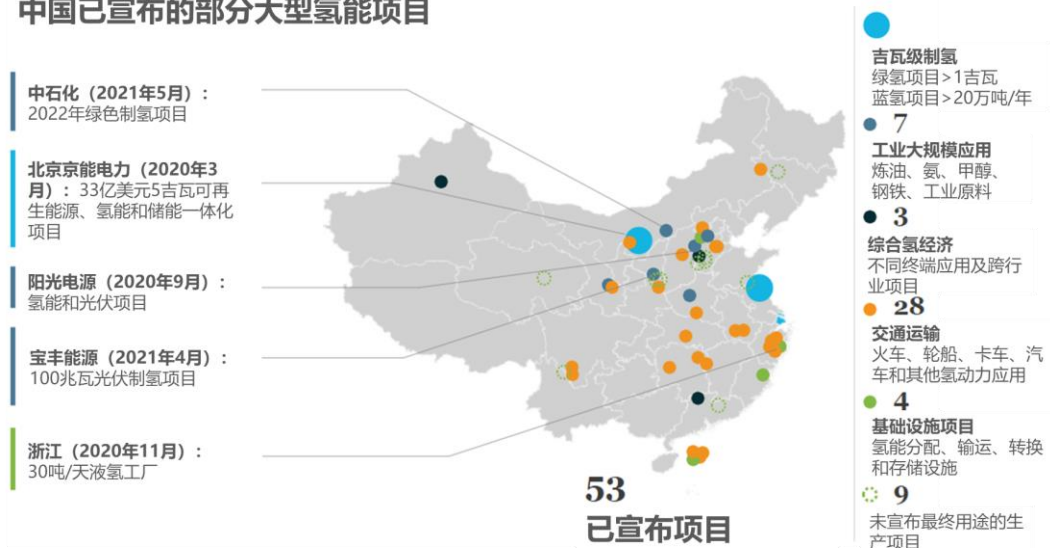 中国已宣布的部分大型氢能项目
中石化（2021年5月）：
2022年绿色制氢项目
北京京能电力（2020年3
月）：33亿美元5吉瓦可再
生能源、氢能和储能一体化
项目
阳光电源（2020年9月）：
氢能和光伏项目
宝丰能源（2021年4月）：
100兆瓦光伏制氢项目
浙江（2020年11月）：
30吨/天液氢工厂
53
已宣布项目
吉瓦级制氢
绿氢项目>1吉瓦
蓝氢项目>20万吨/年
7
工业大规模应用
炼油、氨、甲醇、
钢铁、工业原料
3
综合氢经济
不同终端应用及跨行
业项目
28
交通运输
火车、轮船、卡车、汽
车和其他氢动力应用
4
基础设施项目
氢能分配、输运、转换
和存储设施
9
未宣布最终用途的生
产项目